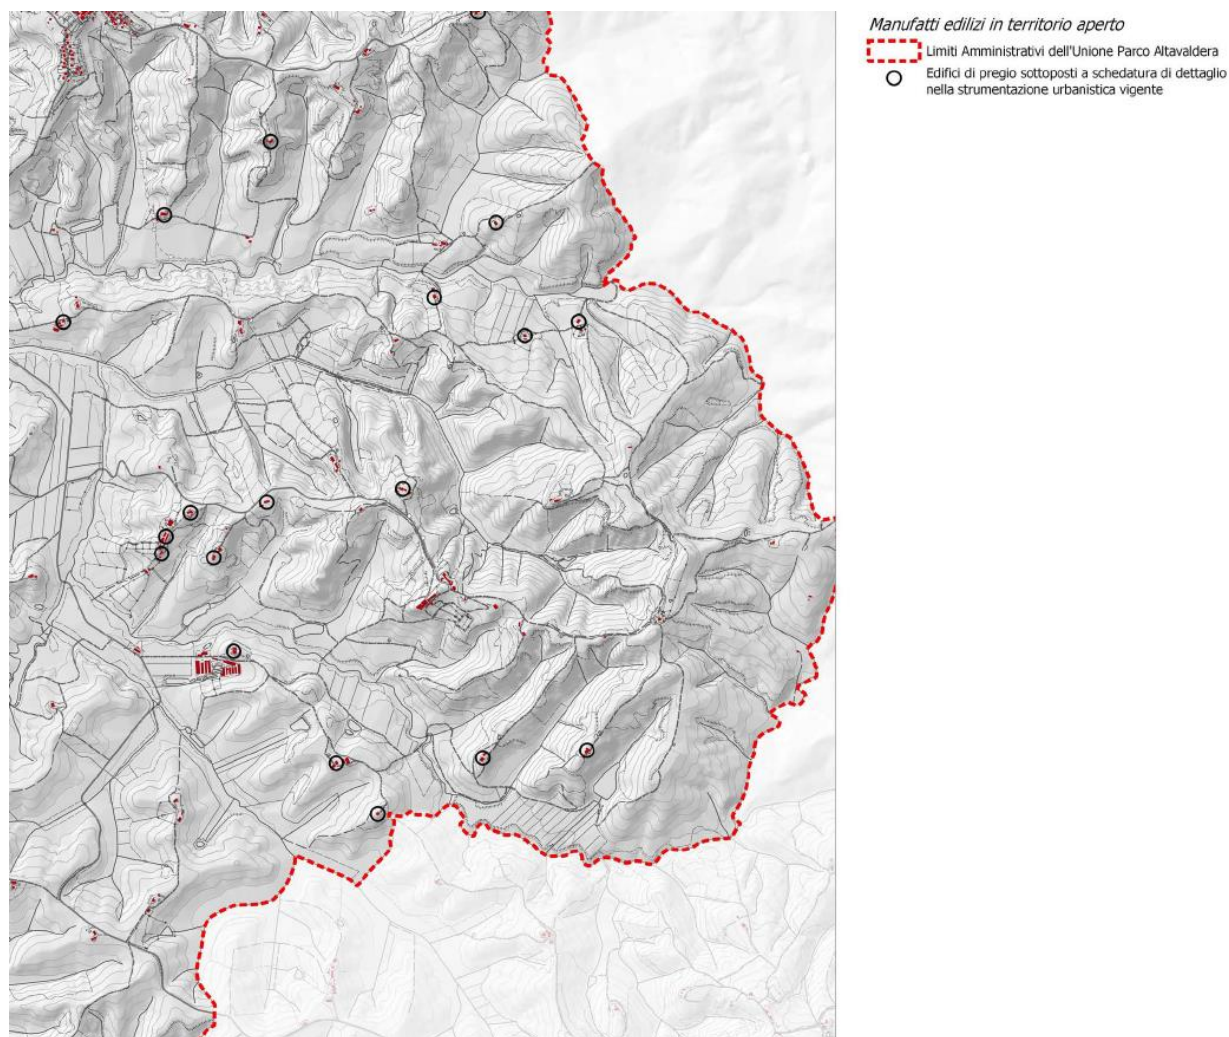 Manufatti edilizi in territorio aperto
Limiti Amministrativi dell'Unione Parco Altavaldera
Edifici di pregio sottoposti a schedatura di dettaglio
nella strumentazione urbanistica vigente